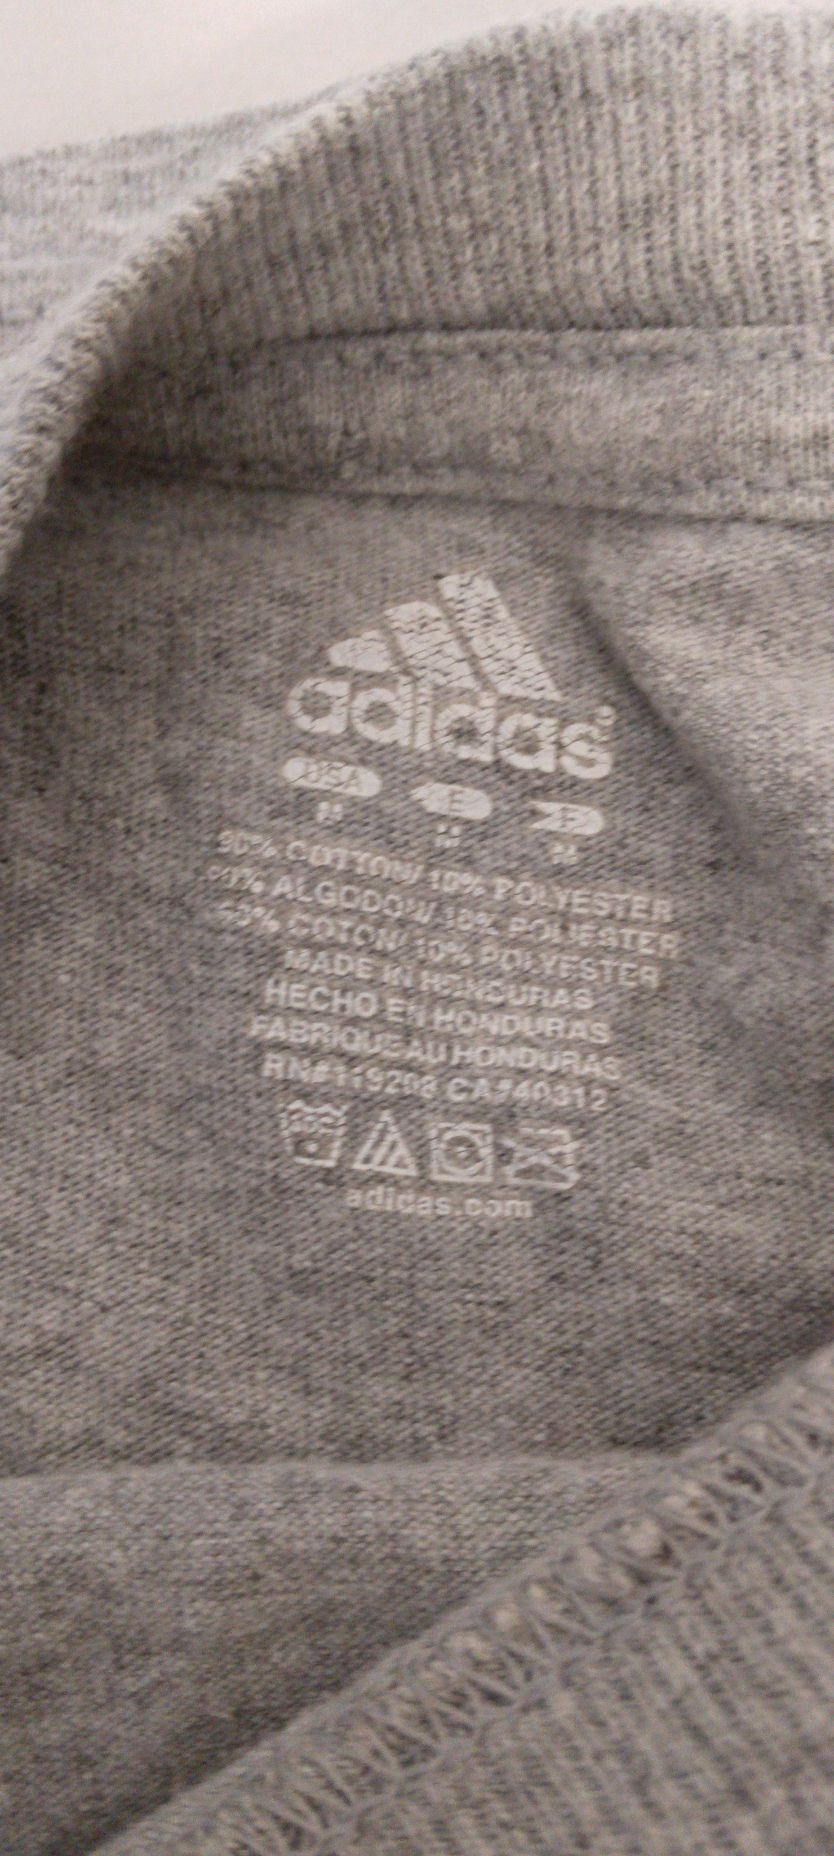 adidas
USA E F
M M M
90% COTTON/10% POLYESTER
90% ALGODON/10% POLIESTER
90% COTON/10% POLYESTER
MADE IN HONDURAS
HECHO EN HONDURAS
FABRIQUE AU HONDURAS
RN#119208 CA#40312
adidas.com